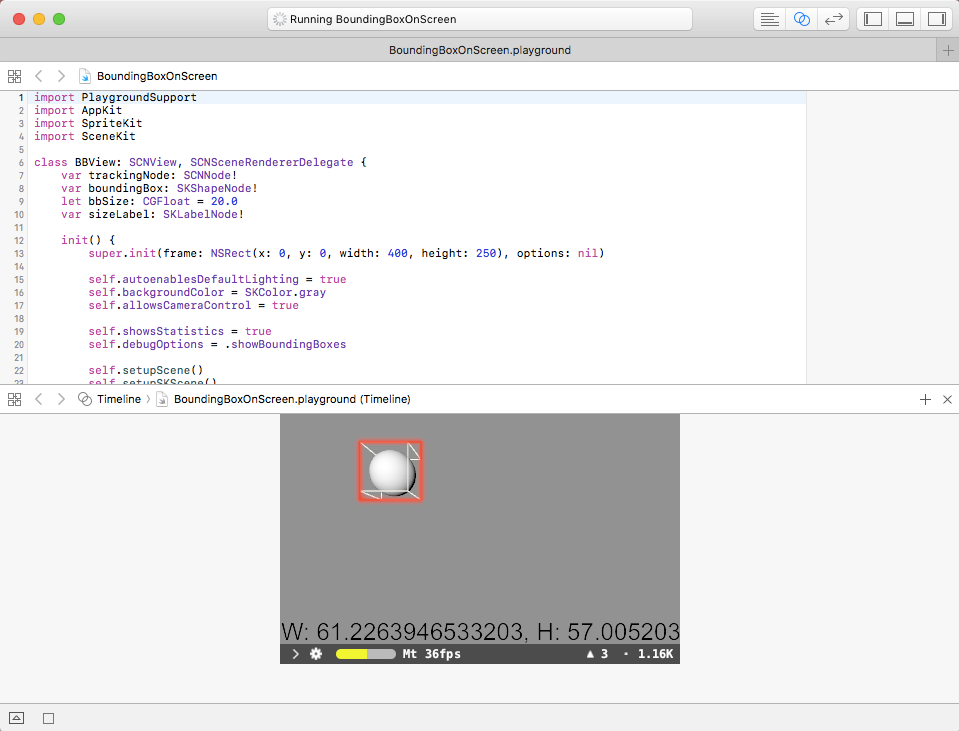 Running BoundingBoxOnScreen
BoundingBoxOnScreen.playground
BoundingBoxOnScreen
1 import PlaygroundSupport
2 import AppKit
3 import SpriteKit
4 import SceneKit
5
6 class BBView: SCNView, SCNSceneRendererDelegate {
7 var trackingNode: SCNNode!
8 var boundingBox: SKShapeNode!
9 let bbSize: CGFloat = 20.0
10 var sizeLabel: SKLabelNode!
11
12 init() {
13 super.init(frame: NSRect(x: 0, y: 0, width: 400, height: 250), options: nil)
14
15 self.autoenablesDefaultLighting = true
16 self.backgroundColor = SKColor.gray
17 self.allowsCameraControl = true
18
19 self.showsStatistics = true
20 self.debugOptions = .showBoundingBoxes
21
22 self.setupScene()
23 self.setupSKScene()
Timeline 〉 BoundingBoxOnScreen.playground (Timeline)
W: 61.2263946533203, H: 57.005203
Mt 36fps ▲ 3 · 1.16K